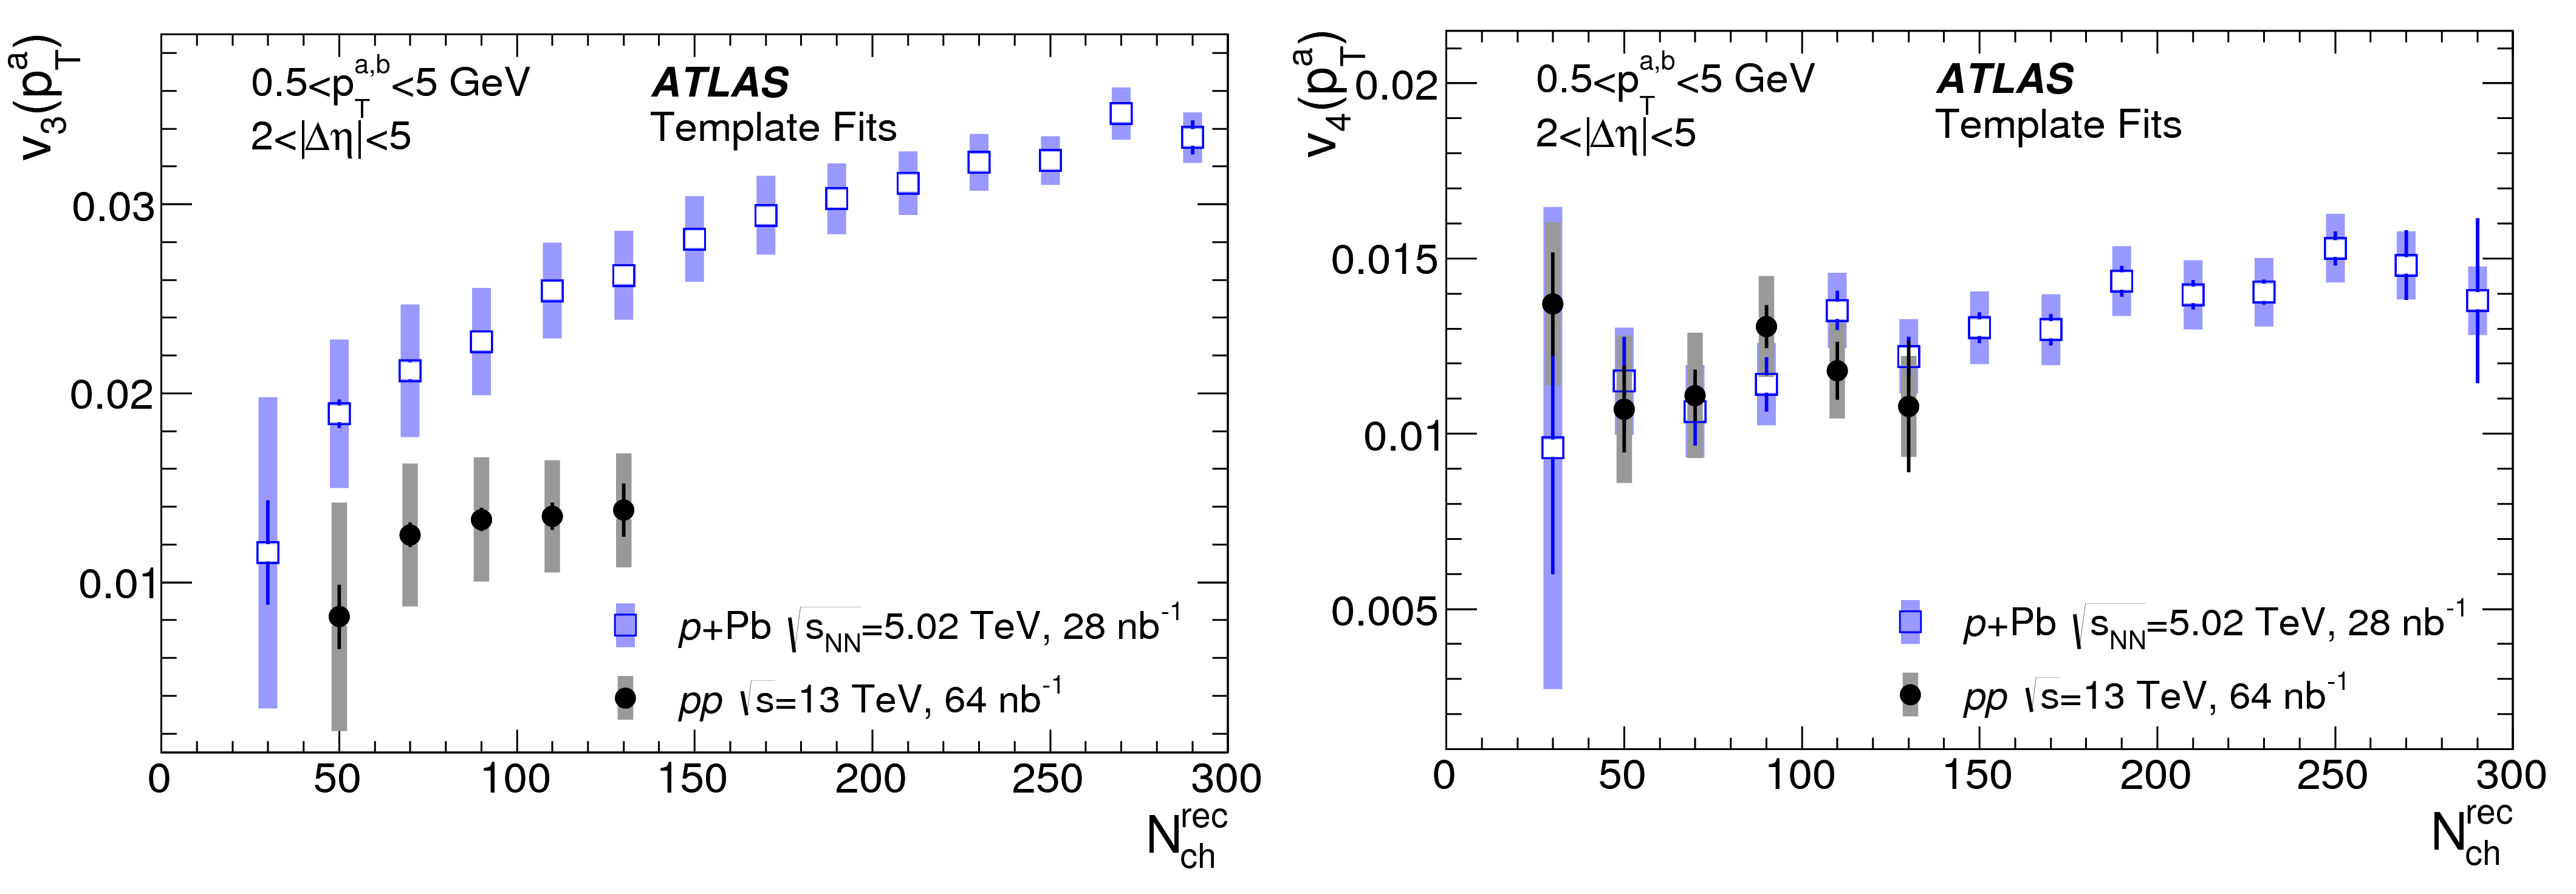 v3(pTa)
0.5<pTa,b<5 GeV
2<|Δη|<5
ATLAS
Template Fits
0.03
0.02
0.01
p+Pb √sNN=5.02 TeV, 28 nb-1
pp √s=13 TeV, 64 nb-1
0 50 100 150 200 250 300
Nchrec
v4(pTa)
0.5<pTa,b<5 GeV
2<|Δη|<5
ATLAS
Template Fits
0.02
0.015
0.01
0.005
p+Pb √sNN=5.02 TeV, 28 nb-1
pp √s=13 TeV, 64 nb-1
0 50 100 150 200 250 300
Nchrec